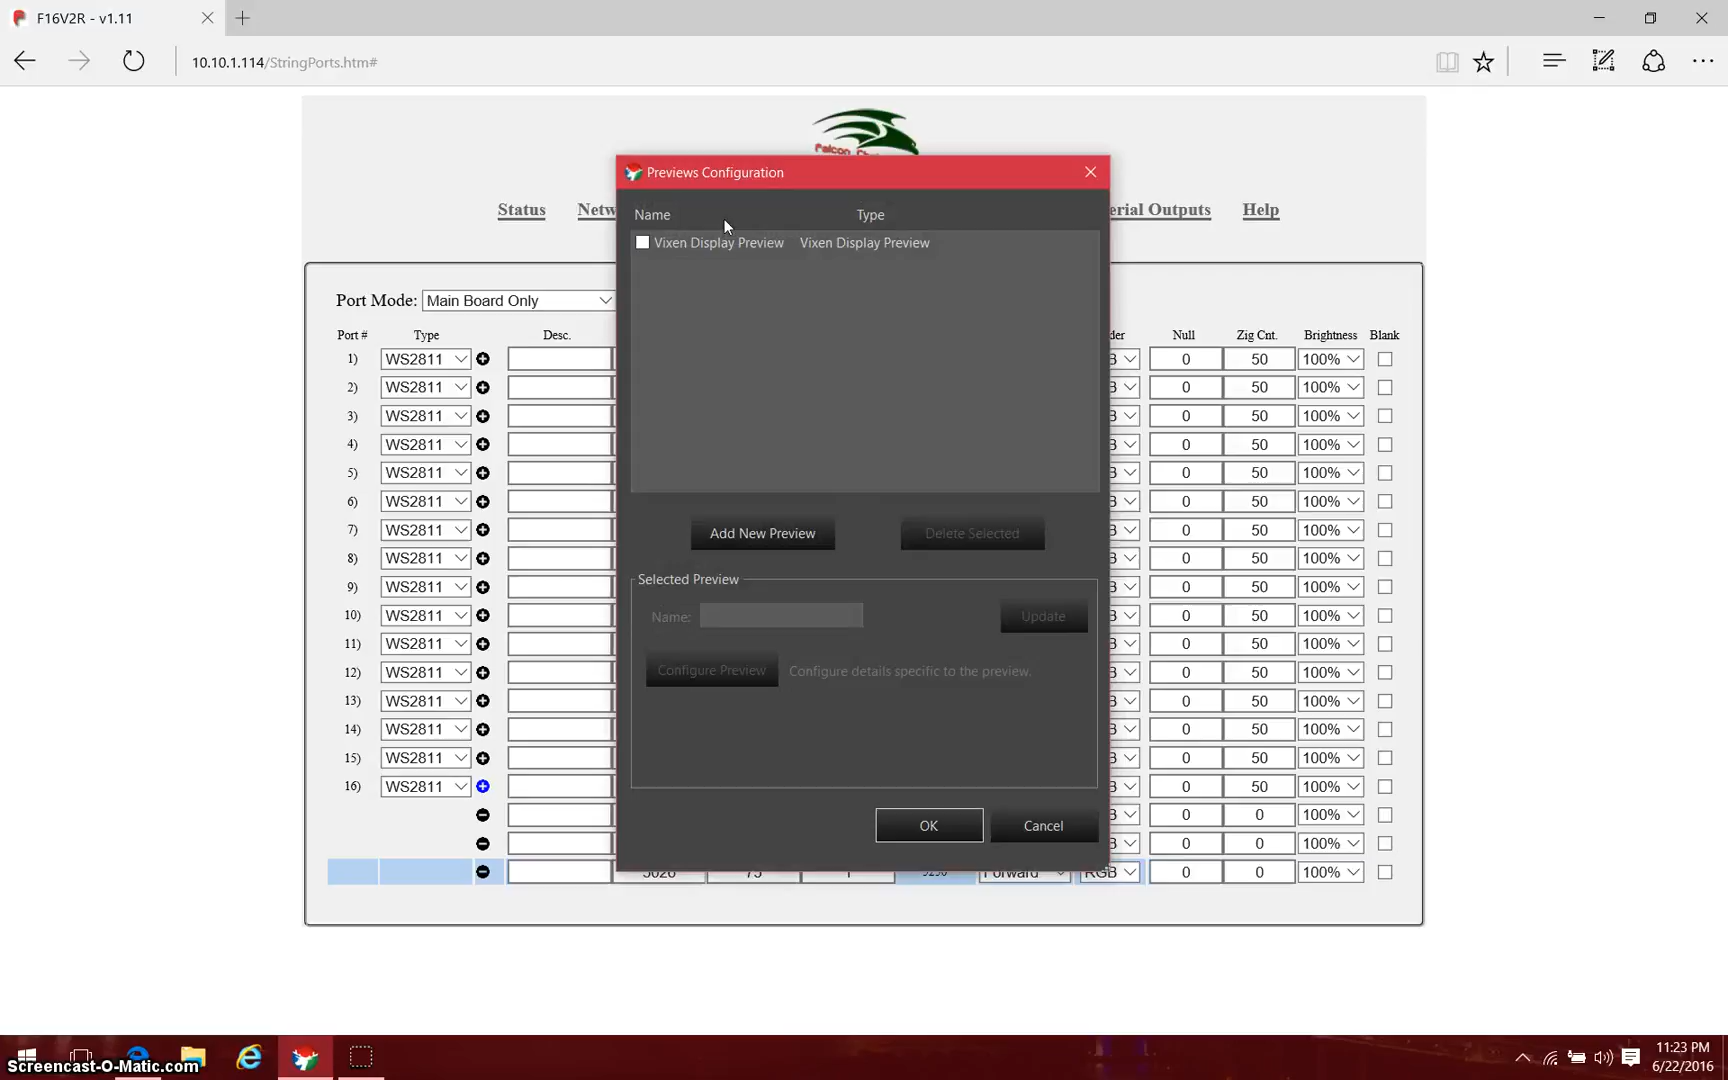 F16V2R - v1.11
10.10.1.114/StringPorts.htm#
Previews Configuration
Status
Netw
erial Outputs
Help
Name Type
Vixen Display Preview Vixen Display Preview
Port Mode: Main Board Only
Port # Type Desc. der Null Zig Cnt. Brightness Blank
1) WS2811 B 0 50 100%
2) WS2811 B 0 50 100%
3) WS2811 B 0 50 100%
4) WS2811 B 0 50 100%
5) WS2811 B 0 50 100%
6) WS2811 B 0 50 100%
7) WS2811 B 0 50 100%
8) WS2811 B 0 50 100%
9) WS2811 B 0 50 100%
10) WS2811 B 0 50 100%
11) WS2811 B 0 50 100%
12) WS2811 B 0 50 100%
13) WS2811 B 0 50 100%
14) WS2811 B 0 50 100%
15) WS2811 B 0 50 100%
16) WS2811 B 0 50 100%
B 0 0 100%
B 0 0 100%
5026 75 1 5250 Forward RGB 0 0 100%
Add New Preview Delete Selected
Selected Preview
Name: Update
Configure Preview Configure details specific to the preview.
OK Cancel
Screencast-O-Matic.com
11:23 PM
6/22/2016